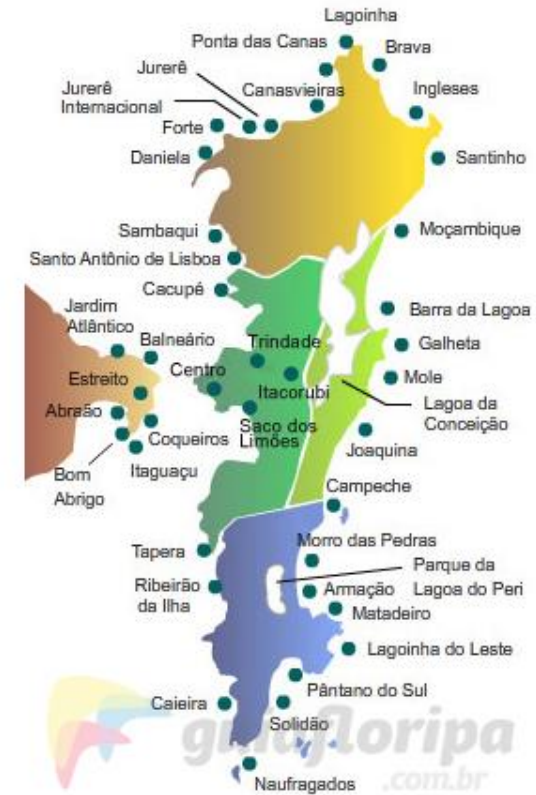 Lagoinha
Ponta das Canas
Brava
Jurerê
Canasvieiras
Jurerê
Internacional
Ingleses
Forte
Daniela
Santinho
Sambaqui
Moçambique
Santo Antônio de Lisboa
Cacupé
Jardim
Atlântico
Barra da Lagoa
Balneário
Trindade
Galheta
Centro
Estreito
Itacorubi
Mole
Abraão
Lagoa da
Conceição
Saco dos
Limões
Coqueiros
Joaquina
Bom
Abrigo
Itaguaçu
Campeche
Morro das Pedras
Tapera
Parque da
Lagoa do Peri
Ribeirão
da Ilha
Armação
Matadeiro
Lagoinha do Leste
Pântano do Sul
Caieira
Solidão
guiafloripa
.com.br
Naufragados